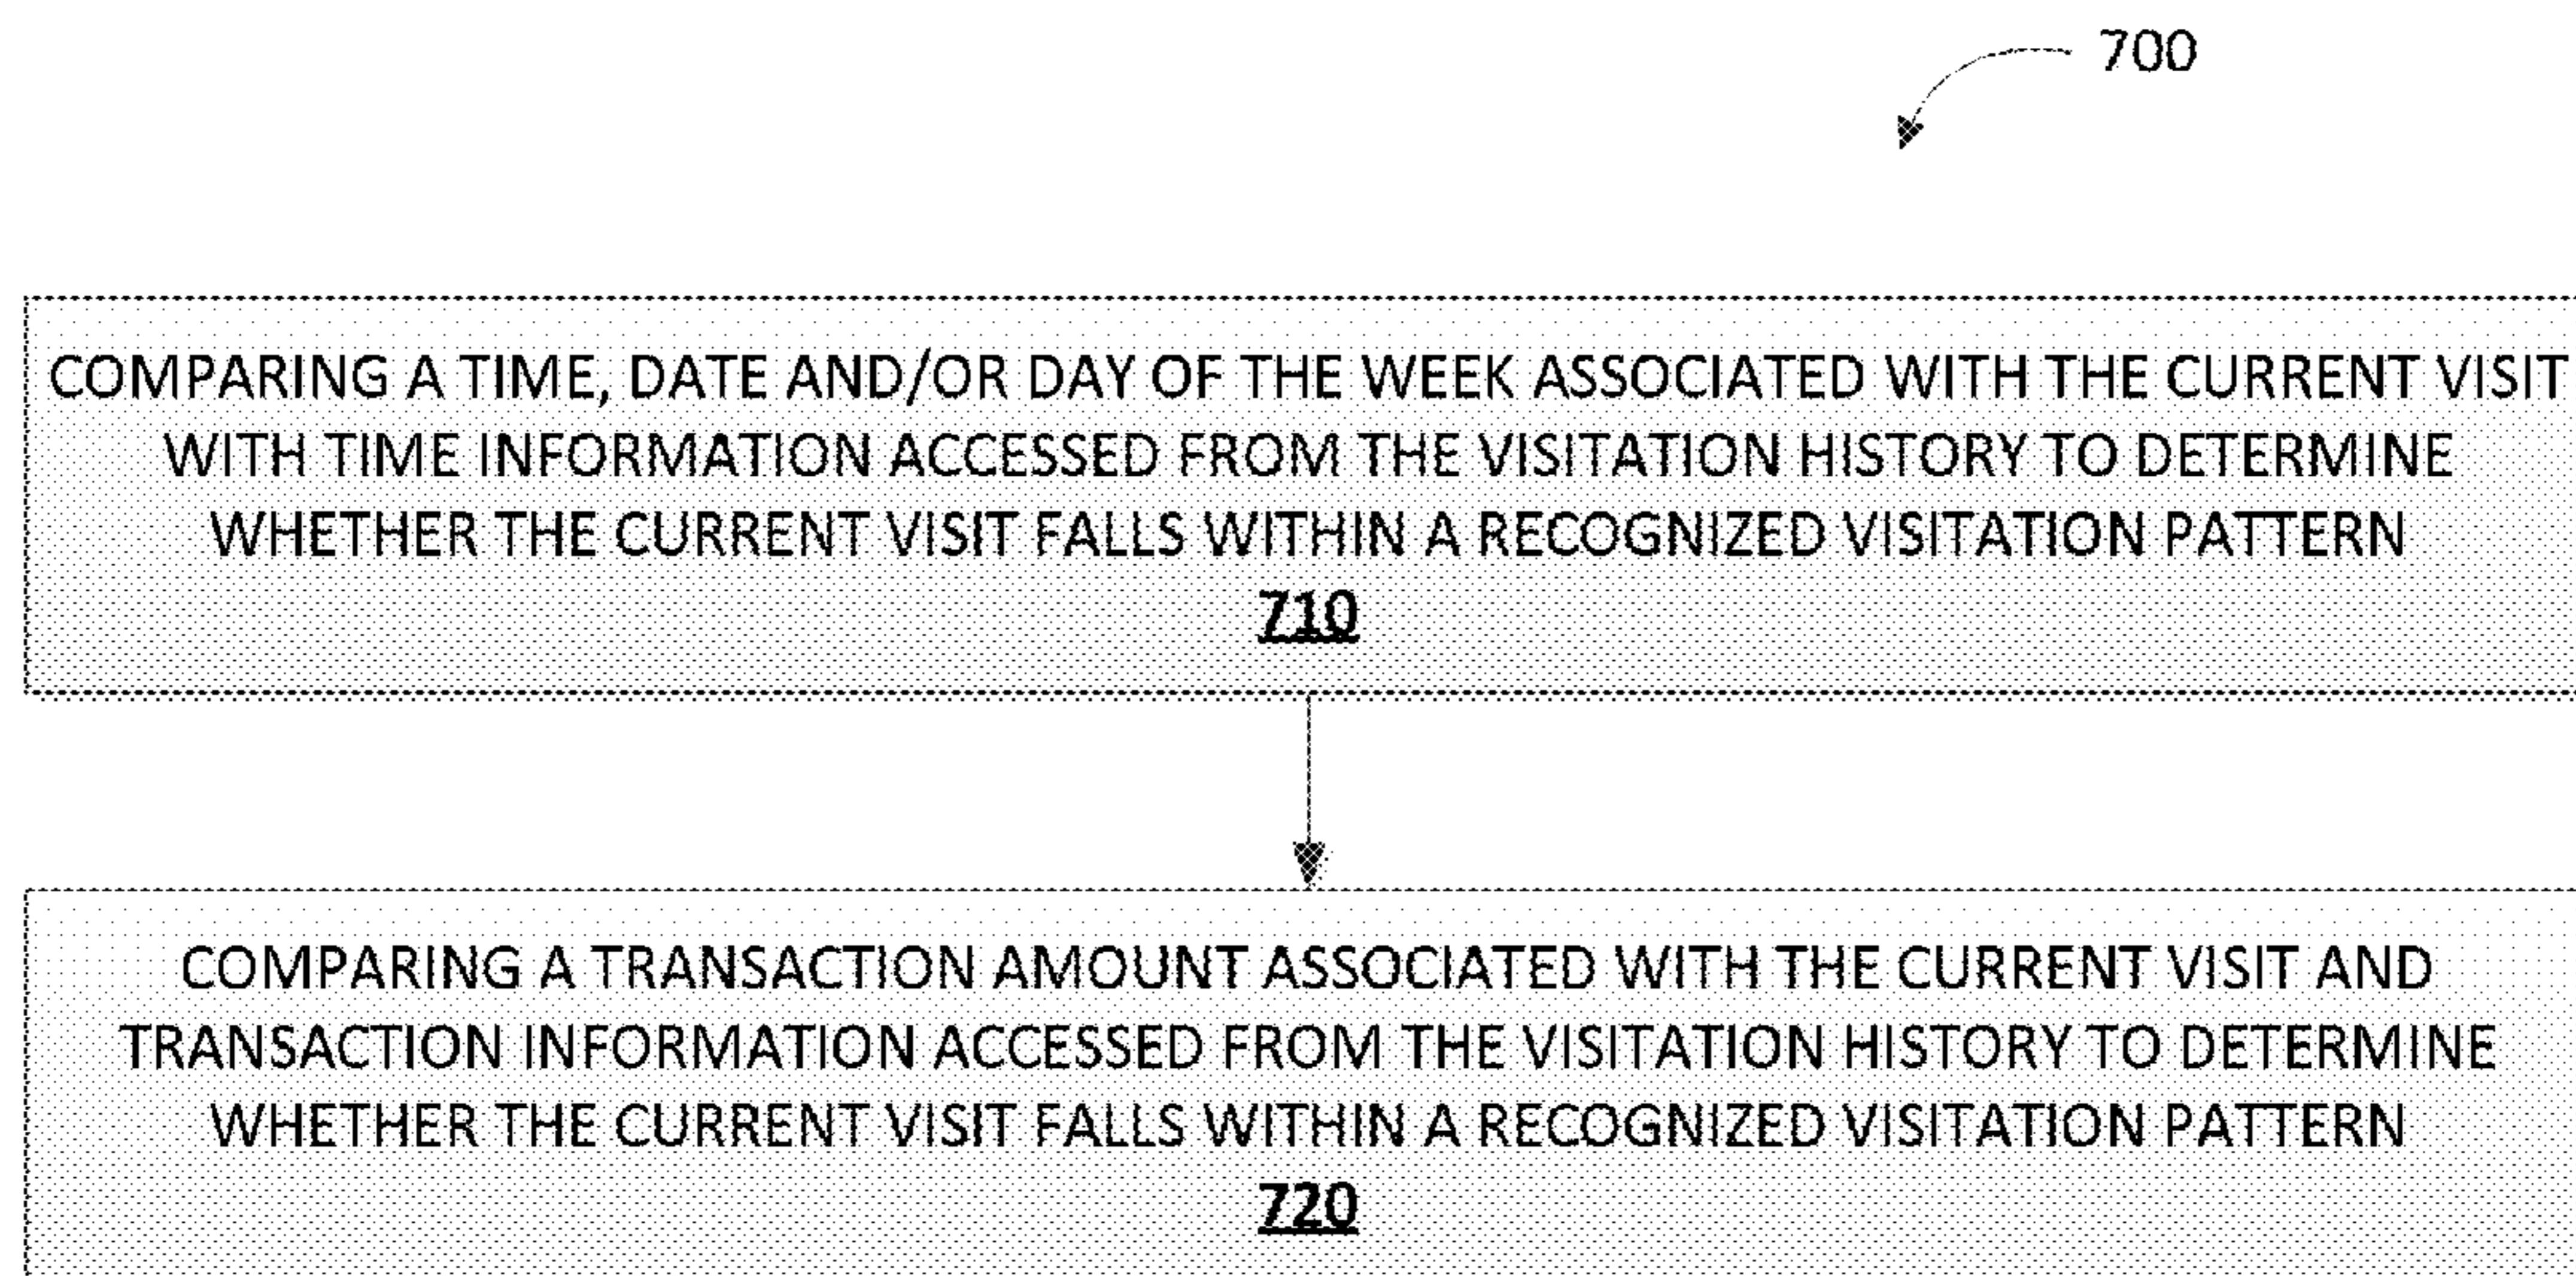 700
COMPARING A TIME, DATE AND/OR DAY OF THE WEEK ASSOCIATED WITH THE CURRENT VISIT
WITH TIME INFORMATION ACCESSED FROM THE VISITATION HISTORY TO DETERMINE
WHETHER THE CURRENT VISIT FALLS WITHIN A RECOGNIZED VISITATION PATTERN
710
COMPARING A TRANSACTION AMOUNT ASSOCIATED WITH THE CURRENT VISIT AND
TRANSACTION INFORMATION ACCESSED FROM THE VISITATION HISTORY TO DETERMINE
WHETHER THE CURRENT VISIT FALLS WITHIN A RECOGNIZED VISITATION PATTERN
720